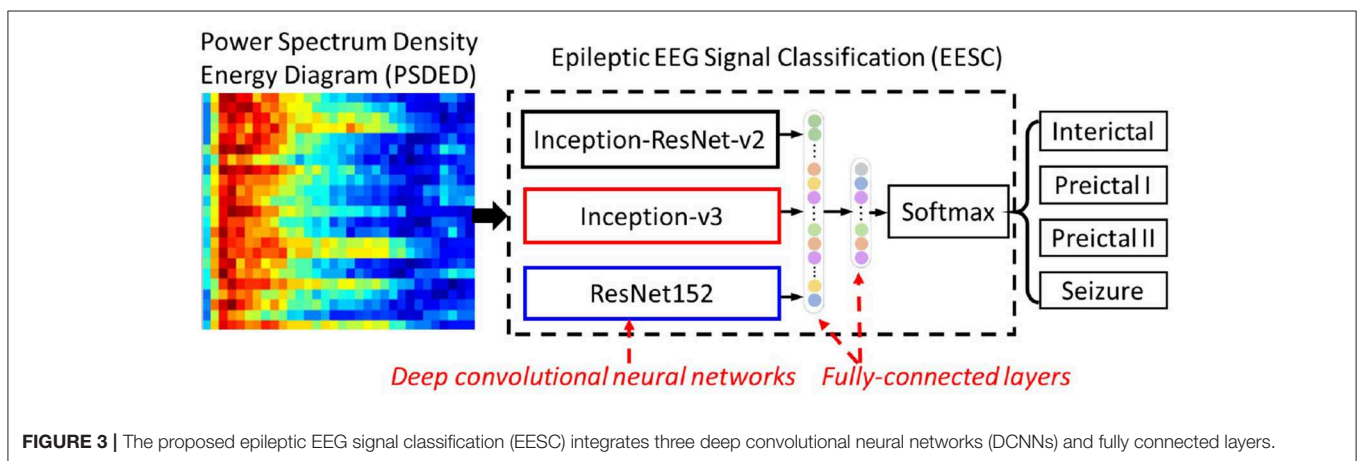 Power Spectrum Density
Energy Diagram (PSDED)
Epileptic EEG Signal Classification (EESC)
Inception-ResNet-v2
Inception-v3
ResNet152
Softmax
Interictal
Preictal I
Preictal II
Seizure
Deep convolutional neural networks
Fully-connected layers
FIGURE 3 | The proposed epileptic EEG signal classification (EESC) integrates three deep convolutional neural networks (DCNNs) and fully connected layers.